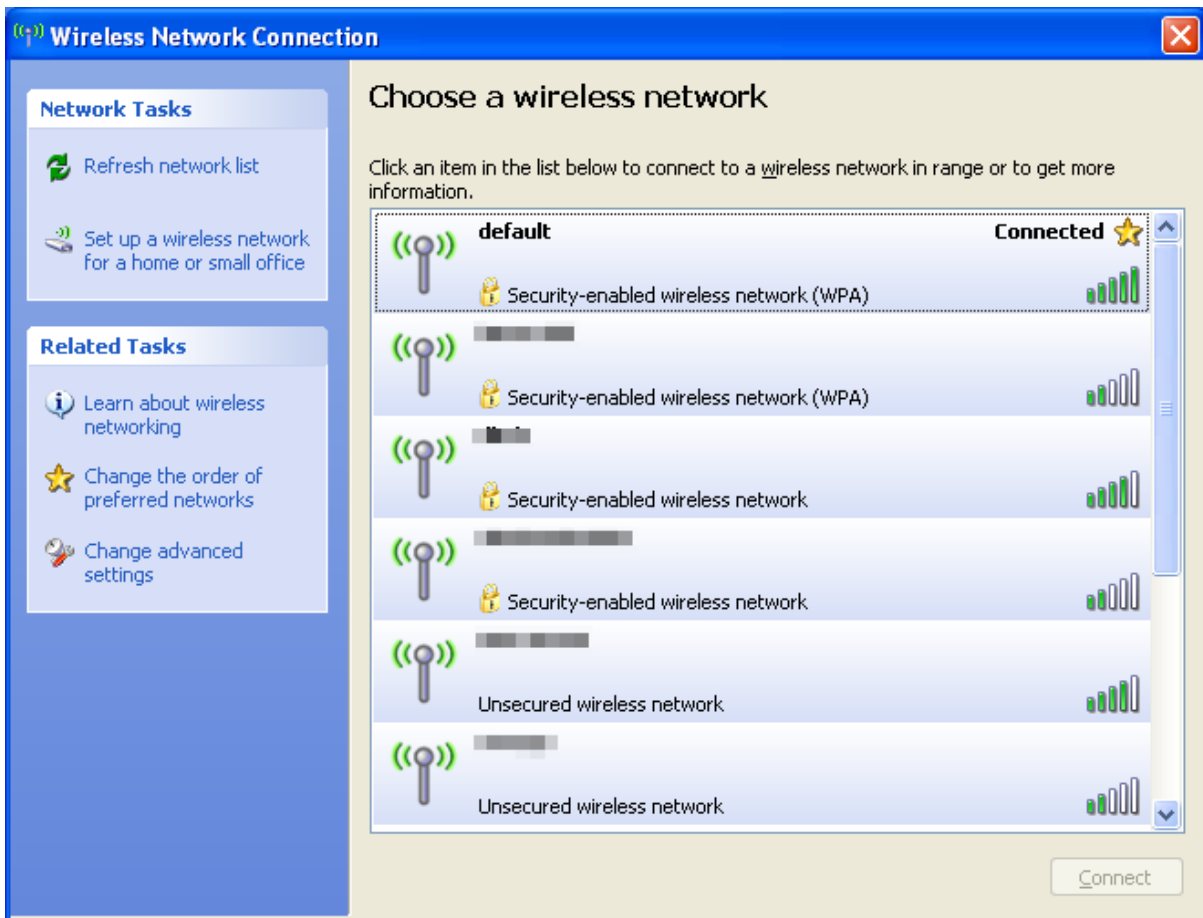 Wireless Network Connection
Network Tasks
Refresh network list
Set up a wireless network
for a home or small office
Related Tasks
Learn about wireless
networking
Change the order of
preferred networks
Change advanced
settings
Choose a wireless network
Click an item in the list below to connect to a wireless network in range or to get more
information.
default Connected
Security-enabled wireless network (WPA)
Security-enabled wireless network (WPA)
Security-enabled wireless network
Security-enabled wireless network
Unsecured wireless network
Unsecured wireless network
Connect